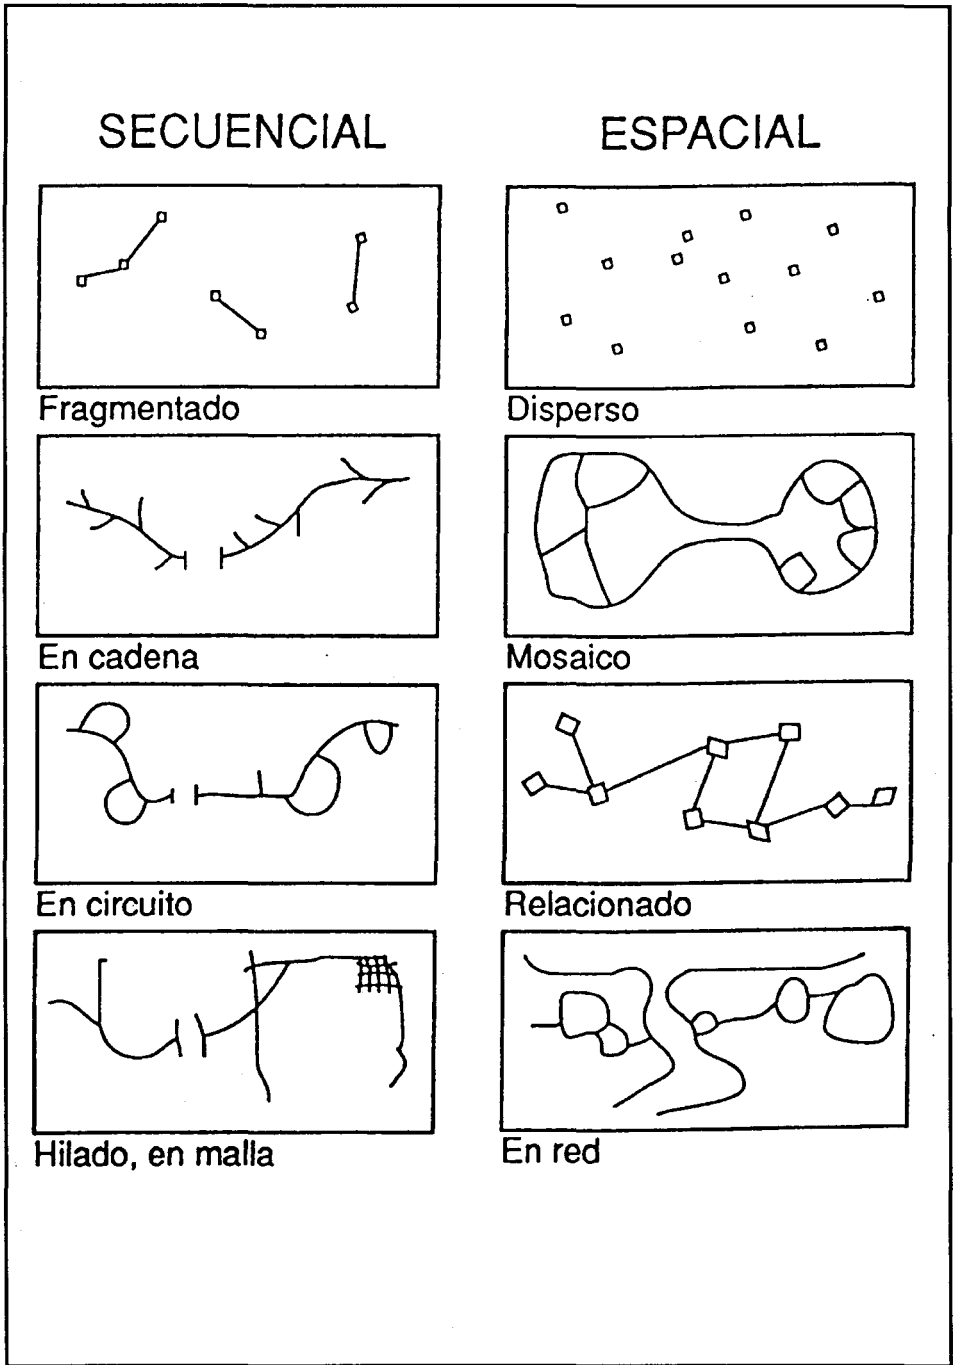 SECUENCIAL
ESPACIAL
Fragmentado
Disperso
En cadena
Mosaico
En circuito
Relacionado
Hilado, en malla
En red